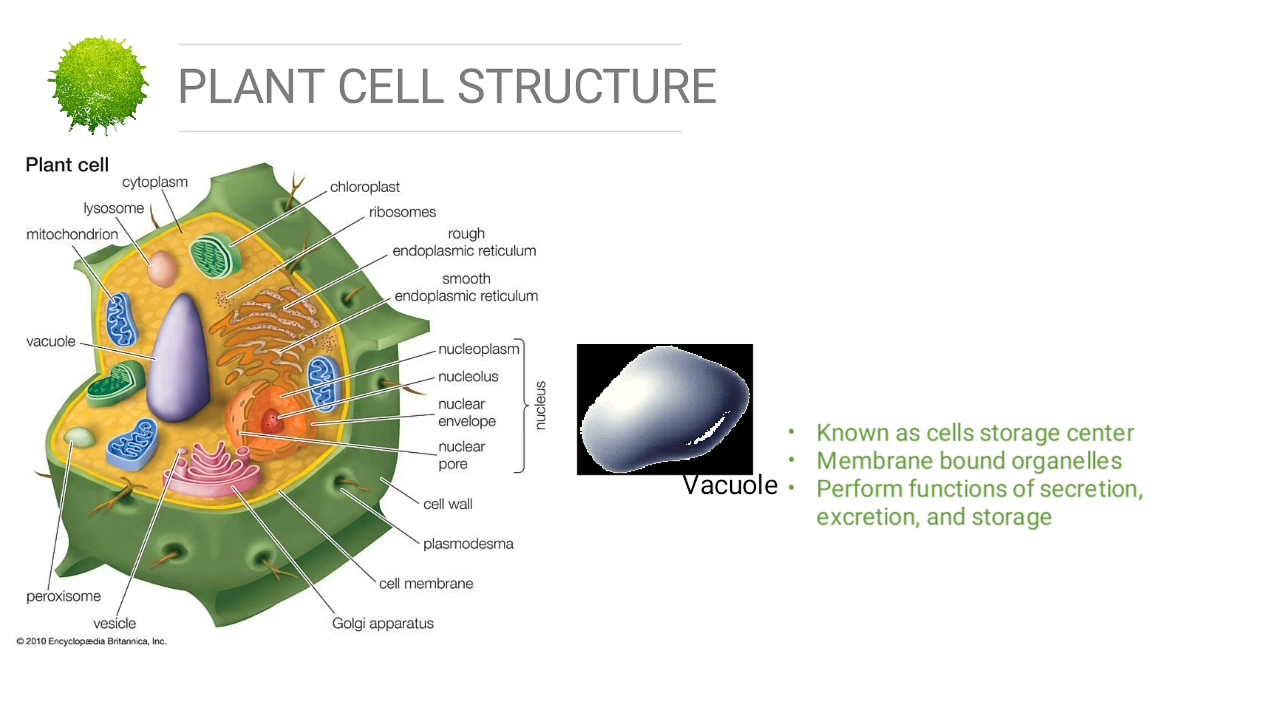 PLANT CELL STRUCTURE
Plant cell
cytoplasm
lysosome
mitochondrion
vacuole
peroxisome
vesicle
chloroplast
ribosomes
rough
endoplasmic reticulum
smooth
endoplasmic reticulum
nucleoplasm
nucleolus
nuclear
envelope
nuclear
pore
nucleus
cell wall
plasmodesma
cell membrane
Golgi apparatus
© 2010 Encyclopædia Britannica, Inc.
Vacuole
• Known as cells storage center
• Membrane bound organelles
• Perform functions of secretion,
excretion, and storage